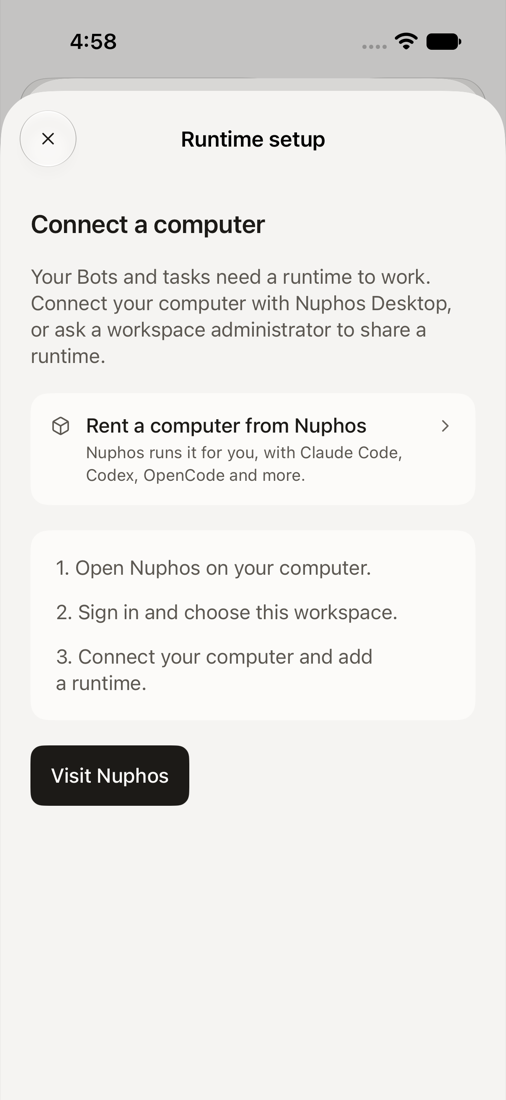 4:58
Runtime setup
Connect a computer
Your Bots and tasks need a runtime to work.
Connect your computer with Nuphos Desktop,
or ask a workspace administrator to share a
runtime.
Rent a computer from Nuphos
Nuphos runs it for you, with Claude Code,
Codex, OpenCode and more.
1. Open Nuphos on your computer.
2. Sign in and choose this workspace.
3. Connect your computer and add
a runtime.
Visit Nuphos